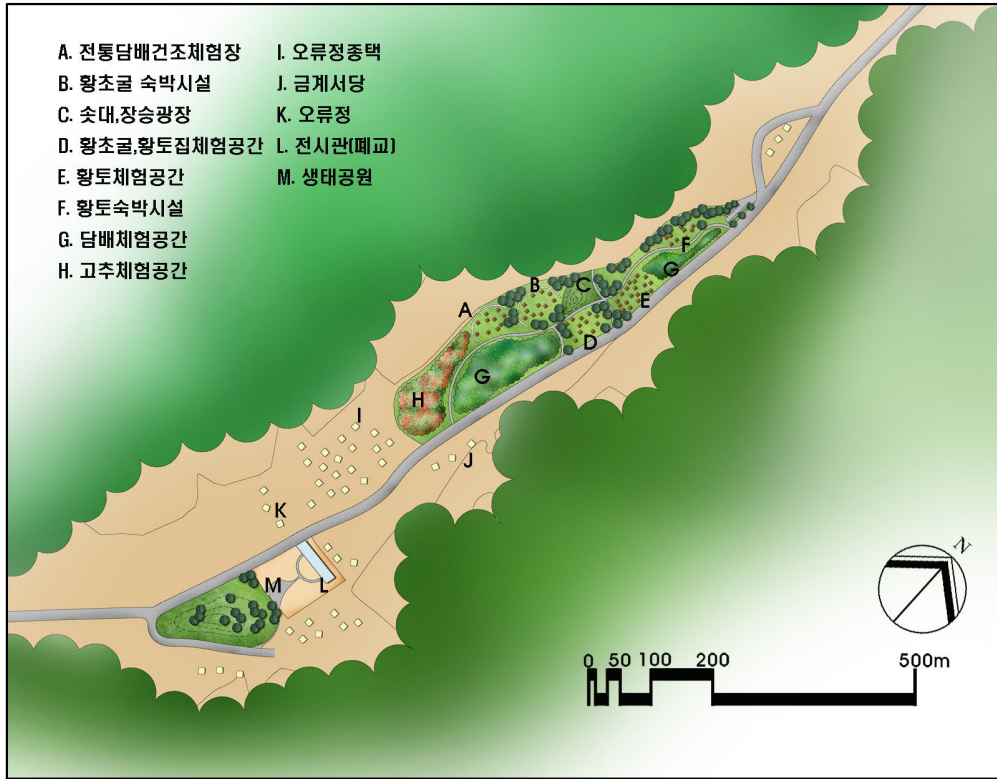 A. 전통담배건조체험장
B. 황초굴 숙박시설
C. 솟대,장승광장
D. 황초굴,황토집체험공간
E. 황토체험공간
F. 황토숙박시설
G. 담배체험공간
H. 고추체험공간
I. 오류정종택
J. 금계서당
K. 오류정
L. 전시관(폐교)
M. 생태공원
F
G
B
C
E
A
D
G
H
I
J
K
M
L
N
0 50 100 200 500m